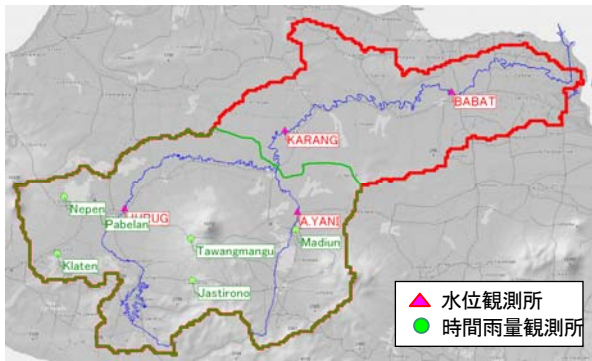 BABAT
KARANG
Nepen
JURUG
Pabelan
A.YANI
Madiun
Tawangmangu
Klaten
Jastirono
水位観測所
時間雨量観測所